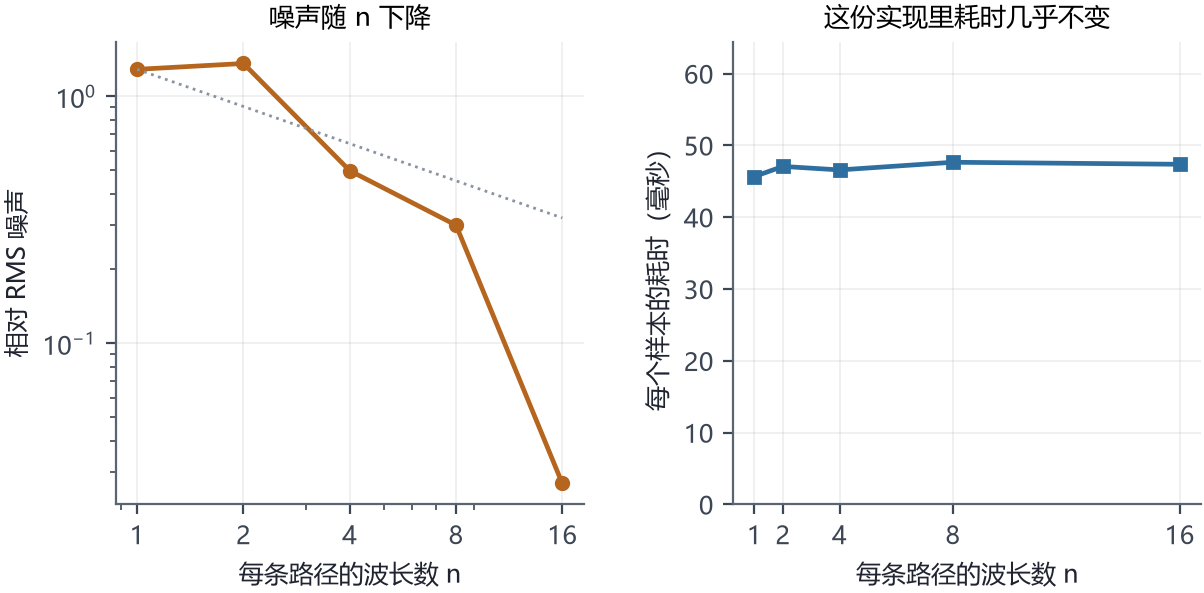 噪声随 n 下降
相对 RMS 噪声
10⁰
10⁻¹
1 2 4 8 16
每条路径的波长数 n
这份实现里耗时几乎不变
每个样本的耗时（毫秒）
60
50
40
30
20
10
0
1 2 4 8 16
每条路径的波长数 n